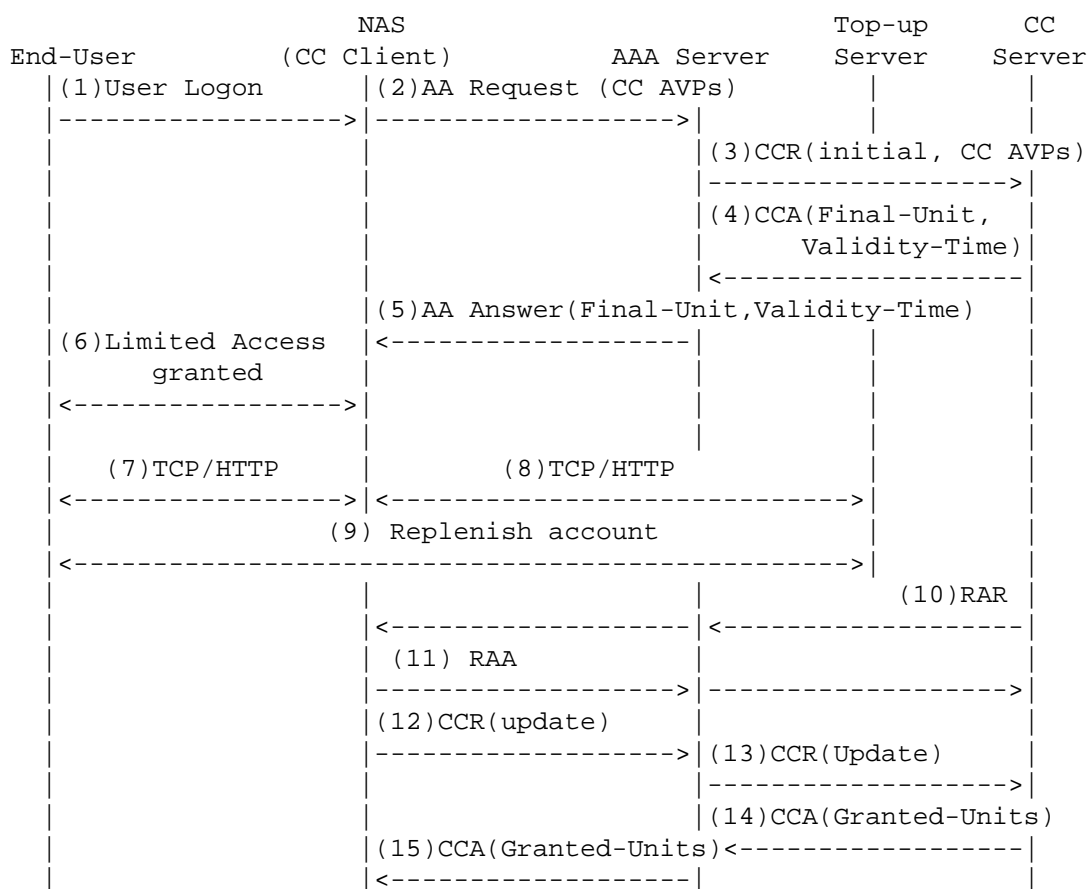 NAS Top-up CC
End-User (CC Client) AAA Server Server Server
(1)User Logon (2)AA Request (CC AVPs)
(3)CCR(initial, CC AVPs)
(4)CCA(Final-Unit,
Validity-Time)
(5)AA Answer(Final-Unit,Validity-Time)
(6)Limited Access
granted
(7)TCP/HTTP (8)TCP/HTTP
(9) Replenish account
(10)RAR
(11) RAA
(12)CCR(update)
(13)CCR(Update)
(14)CCA(Granted-Units)
(15)CCA(Granted-Units)